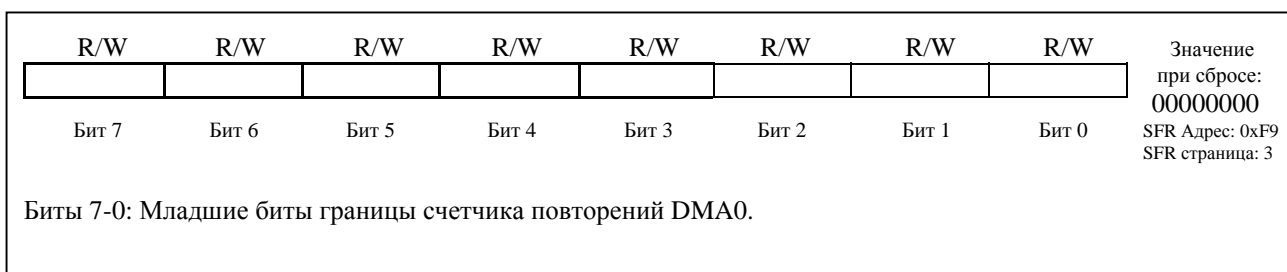 R/W R/W R/W R/W R/W R/W R/W R/W
Значение
при сбросе:
00000000
Бит 7 Бит 6 Бит 5 Бит 4 Бит 3 Бит 2 Бит 1 Бит 0
SFR Адрес: 0xF9
SFR страница: 3
Биты 7-0: Младшие биты границы счетчика повторений DMA0.